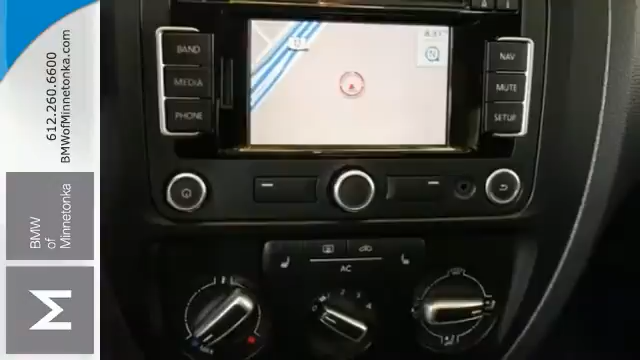 612.260.6600
BMWofMinnetonka.com
BMW
of
Minnetonka
M
BAND
MEDIA
PHONE
NAV
MUTE
SETUP
AC